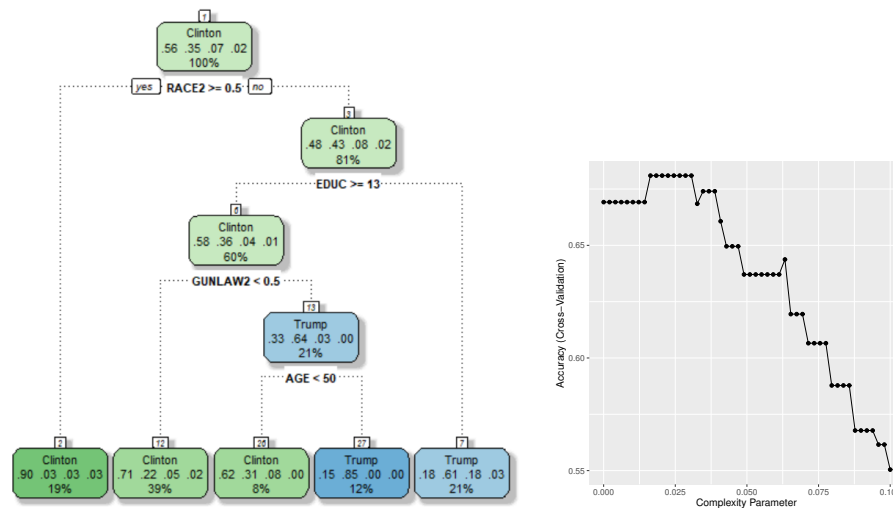 1
Clinton
.56 .35 .07 .02
100%
yes RACE2 >= 0.5 no
3
Clinton
.48 .43 .08 .02
81%
EDUC >= 13
6
Clinton
.58 .36 .04 .01
60%
GUNLAW2 < 0.5
13
Trump
.33 .64 .03 .00
21%
AGE < 50
2
Clinton
.90 .03 .03 .03
19%
12
Clinton
.71 .22 .05 .02
39%
26
Clinton
.62 .31 .08 .00
8%
27
Trump
.15 .85 .00 .00
12%
7
Trump
.18 .61 .18 .03
21%
Accuracy (Cross−Validation)
0.65
0.60
0.55
0.000 0.025 0.050 0.075 0.10
Complexity Parameter